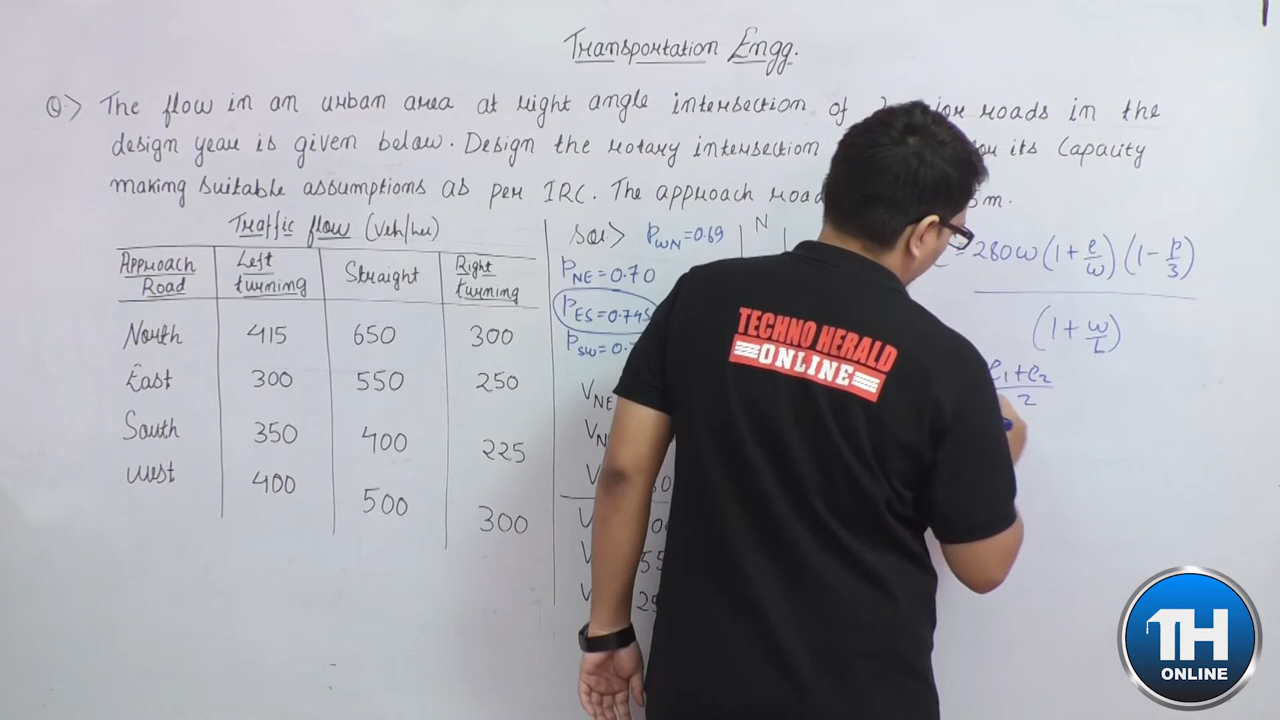 Transportation Engg.
Q.> The flow in an urban area at right angle intersection of roads in the
design year is given below. Design the rotary intersection its Capacity
making suitable assumptions as per IRC. The approach m.
Traffic flow (Veh/hr)
Approach Road | Left turning | Straight | Right turning
North 415 650 300
East 300 550 250
South 350 400 225
West 400 500 300
Sol> PWN = 0.69
N
PNE = 0.70
PES = 0.745
PSW = 0.
VNE
= 280w (1 + e/w) (1 - p/3)
(1 + w/L)
e1 + e2
2
TECHNO HERALD
ONLINE
TH
ONLINE